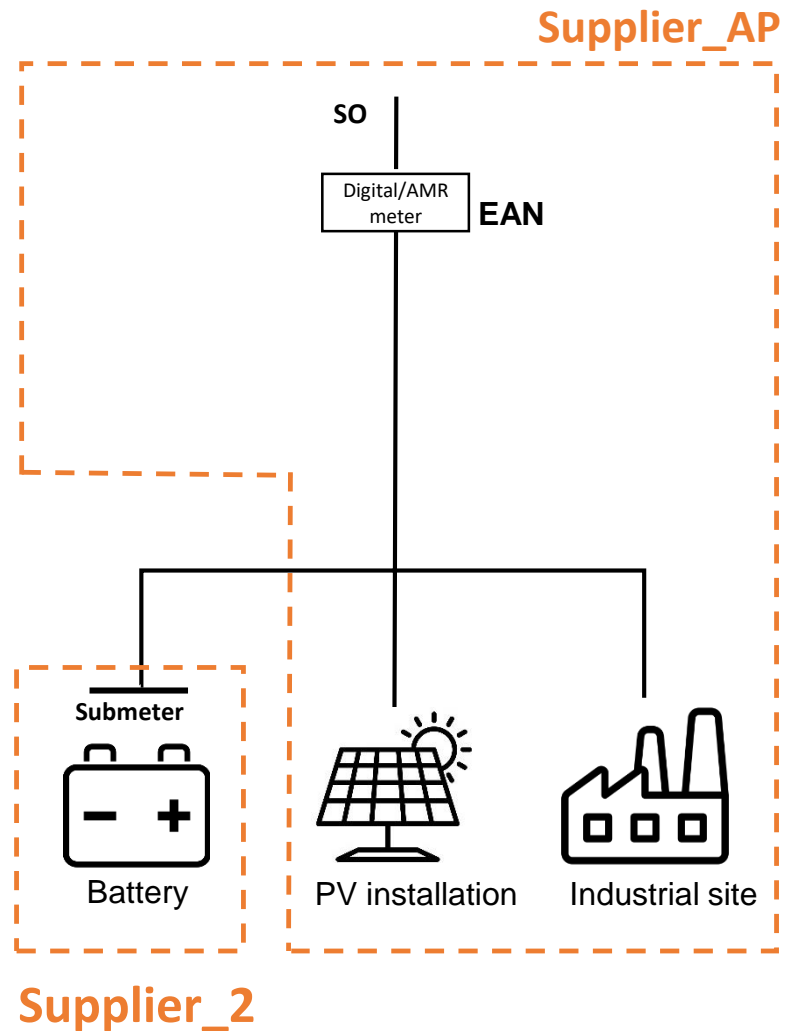 Supplier_AP
SO
Digital/AMR
meter
EAN
Submeter
Battery
PV installation
Industrial site
Supplier_2